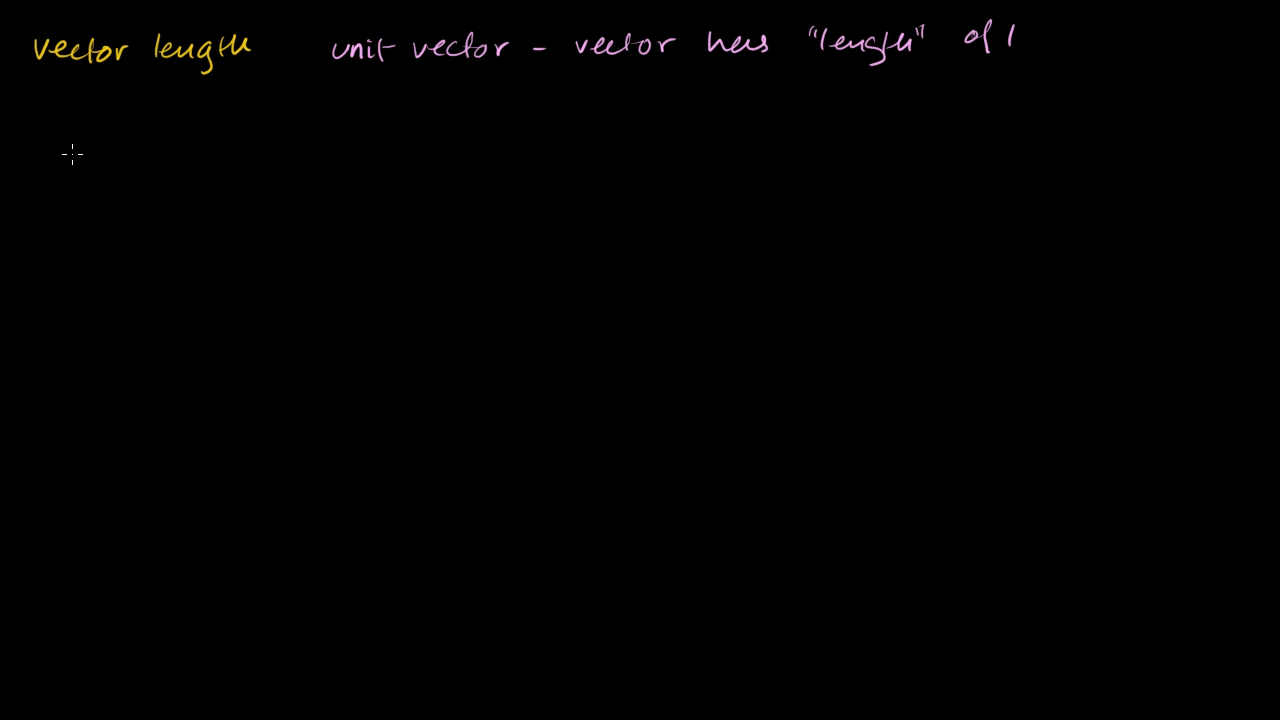 vector length unit vector - vector has "length" of 1